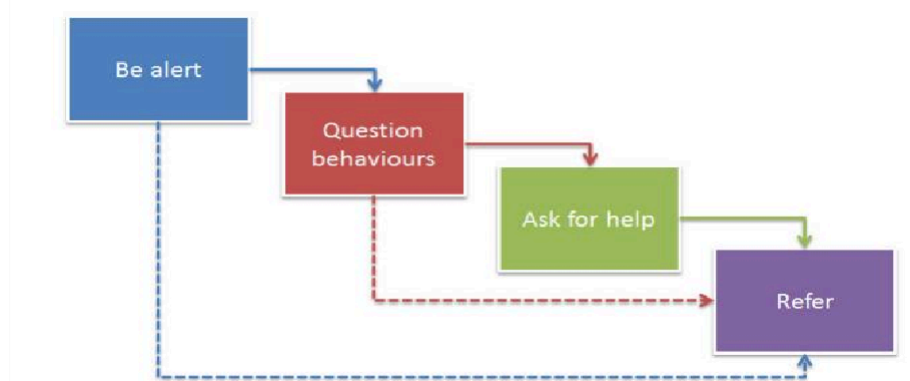 Be alert
Question
behaviours
Ask for help
Refer